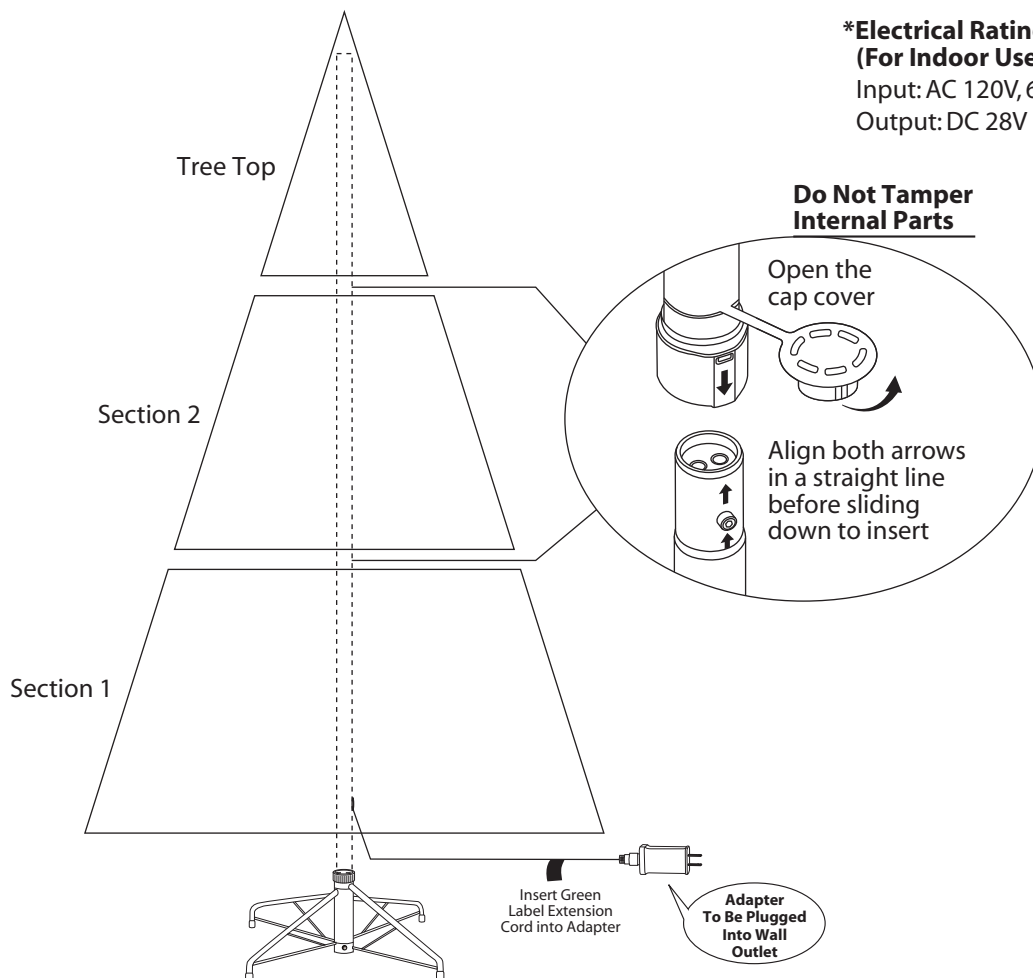 *Electrical Ratin
(For Indoor Use
Input: AC 120V, 6
Output: DC 28V
Tree Top
Do Not Tamper
Internal Parts
Open the
cap cover
Section 2
Align both arrows
in a straight line
before sliding
down to insert
Section 1
Insert Green
Label Extension
Cord into Adapter
Adapter
To Be Plugged
Into Wall
Outlet